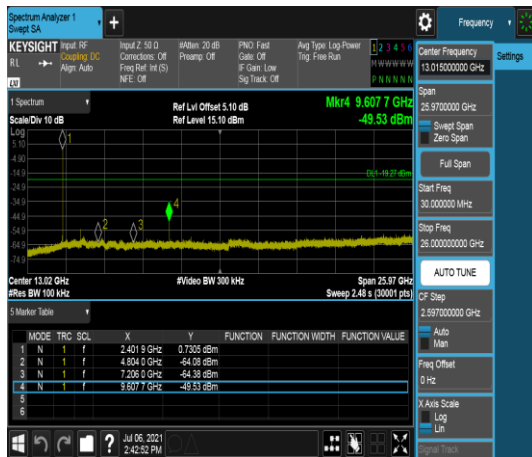 Spectrum Analyzer 1
Swept SA
Frequency
KEYSIGHT
RL
LXI
Input: RF
Coupling: DC
Align: Auto
Input Z: 50 Ω
Corrections: Off
Freq Ref: Int (S)
NFE: Off
#Atten: 20 dB
Preamp: Off
PNO: Fast
Gate: Off
IF Gain: Low
Sig Track: Off
Avg Type: Log-Power
Trig: Free Run
1 2 3 4 5 6
M W W W W W
P N N N N N
Settings
Center Frequency
13.015000000 GHz
Span
25.9700000 GHz
Swept Span
Zero Span
Full Span
Start Freq
30.000000 MHz
Stop Freq
26.000000000 GHz
AUTO TUNE
CF Step
2.597000000 GHz
Auto
Man
Freq Offset
0 Hz
X Axis Scale
Log
Lin
Signal Track
1 Spectrum
Scale/Div 10 dB
Ref Lvl Offset 5.10 dB
Ref Level 15.10 dBm
Mkr4 9.607 7 GHz
-49.53 dBm
Log
5.10
-4.90
-14.9
-24.9
-34.9
-44.9
-54.9
-64.9
-74.9
DL1 -19.27 dBm
1
2
3
4
Center 13.02 GHz
#Res BW 100 kHz
#Video BW 300 kHz
Span 25.97 GHz
Sweep 2.48 s (30001 pts)
5 Marker Table
MODE TRC SCL X Y FUNCTION FUNCTION WIDTH FUNCTION VALUE
1 N 1 f 2.401 9 GHz 0.7305 dBm
2 N 1 f 4.804 0 GHz -64.08 dBm
3 N 1 f 7.206 0 GHz -64.38 dBm
4 N 1 f 9.607 7 GHz -49.53 dBm
5
6
?
Jul 06, 2021
2:42:52 PM